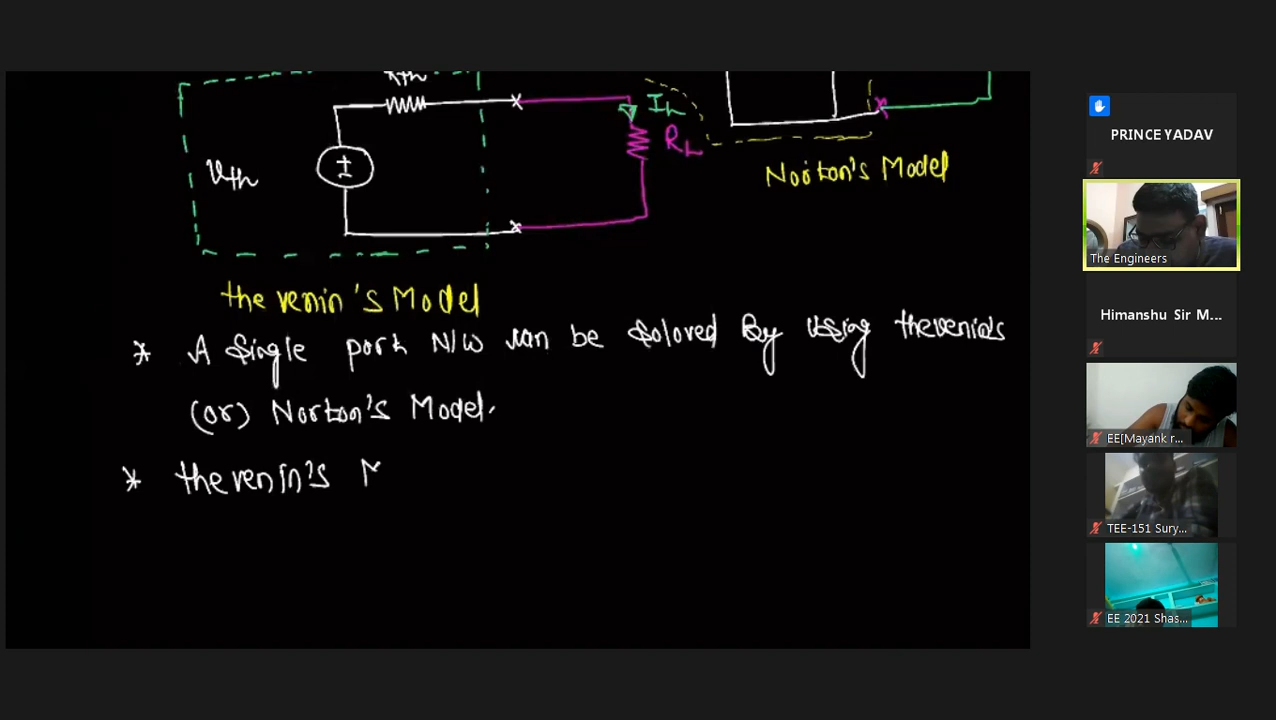 Rth
IL
RL
Vth
Norton's Model
thevenin's Model
* A Single port N/W can be Soloved By Using thevenin's
(or) Norton's Model.
* thevenin's M
PRINCE YADAV
The Engineers
Himanshu Sir M...
EE[Mayank r...
TEE-151 Sury...
EE 2021 Shas...